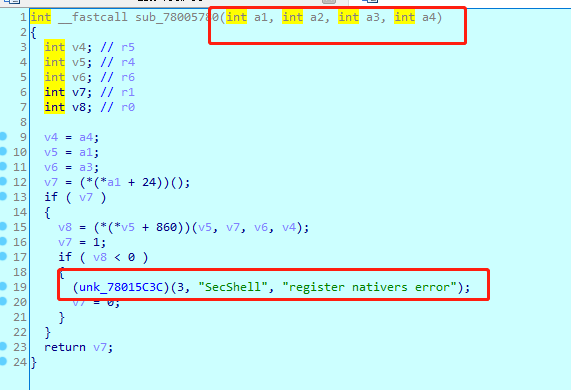 1 int __fastcall sub_78005780(int a1, int a2, int a3, int a4)
2 {
3 int v4; // r5
4 int v5; // r4
5 int v6; // r6
6 int v7; // r1
7 int v8; // r0
8
9 v4 = a4;
10 v5 = a1;
11 v6 = a3;
12 v7 = (*(*a1 + 24))();
13 if ( v7 )
14 {
15 v8 = (*(*v5 + 860))(v5, v7, v6, v4);
16 v7 = 1;
17 if ( v8 < 0 )
18 {
19 (unk_78015C3C)(3, "SecShell", "register nativers error");
20 v7 = 0;
21 }
22 }
23 return v7;
24 }